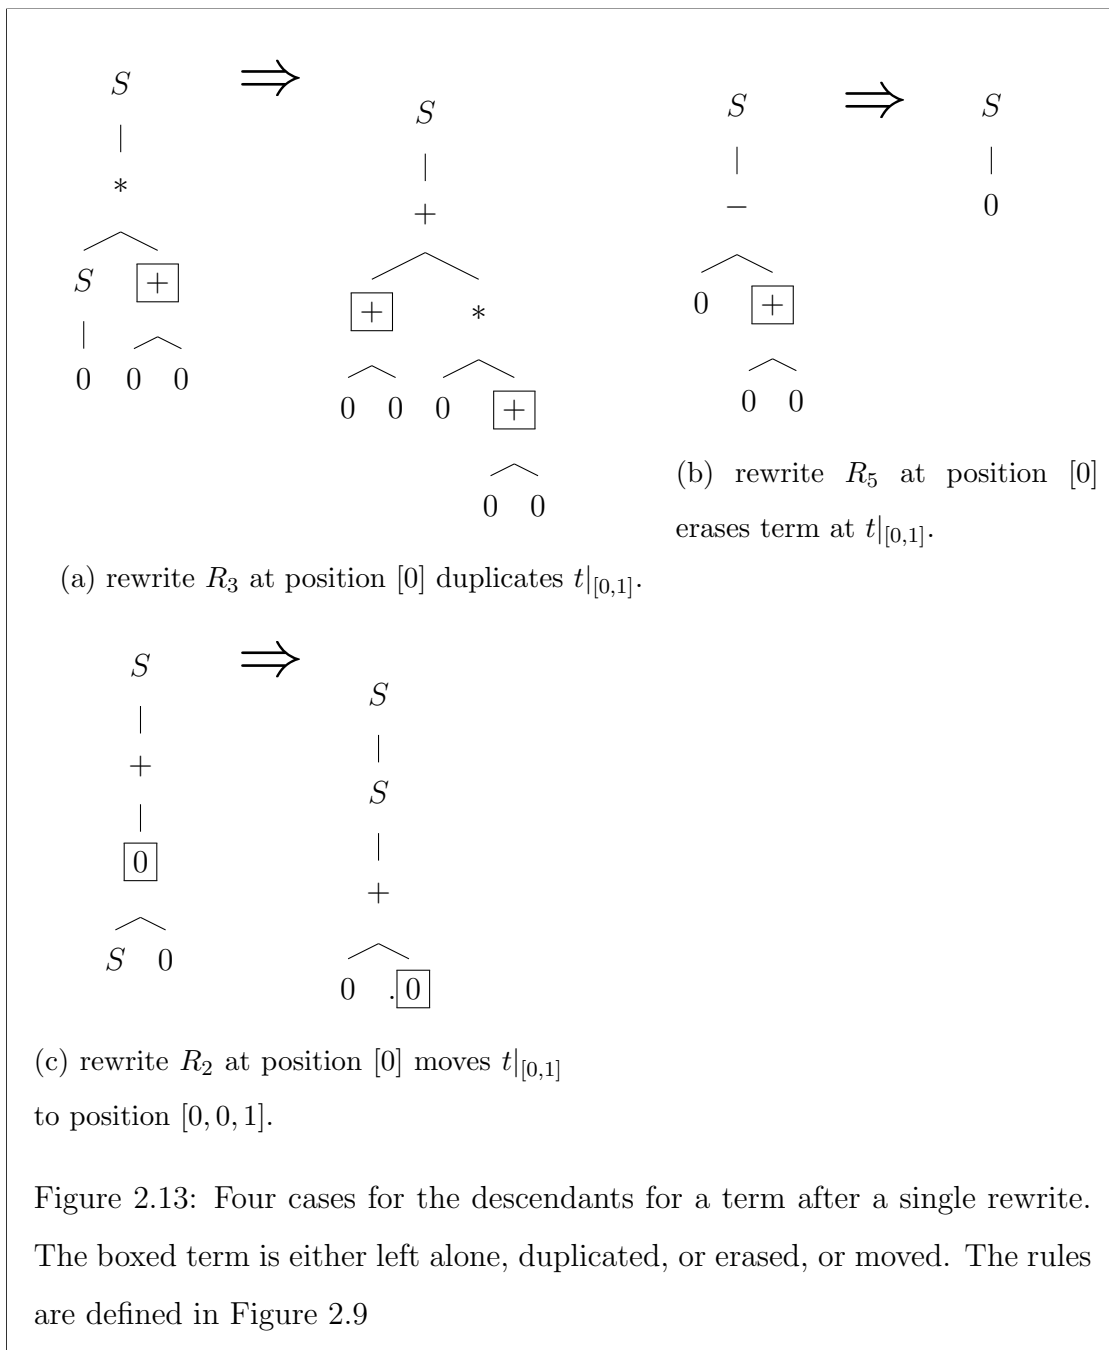 S ⇒
S
∗
+
S +
+ ∗
0 0 0
0 0 0 +
0 0
(a) rewrite R₃ at position [0] duplicates t|[0,1].
S ⇒ S
− 0
0 +
0 0
(b) rewrite R₅ at position [0]
erases term at t|[0,1].
S ⇒
S
+
S
0
+
S 0
0 .0
(c) rewrite R₂ at position [0] moves t|[0,1]
to position [0, 0, 1].
Figure 2.13: Four cases for the descendants for a term after a single rewrite.
The boxed term is either left alone, duplicated, or erased, or moved. The rules
are defined in Figure 2.9